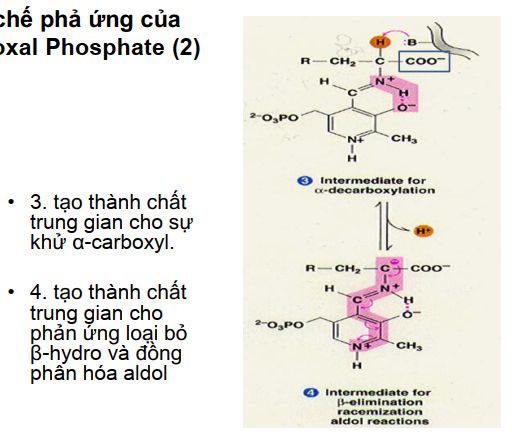 chế phả ứng của
oxal Phosphate (2)
• 3. tạo thành chất
trung gian cho sự
khử α-carboxyl.
• 4. tạo thành chất
trung gian cho
phản ứng loại bỏ
β-hydro và đồng
phân hóa aldol
H :B
R—CH₂—C—COO⁻
H N⁺
C H
O⁻
²⁻O₃PO
N⁺ CH₃
H
3 Intermediate for
α-decarboxylation
H⁺
R—CH₂—C COO⁻
H N⁺
C H
O⁻
²⁻O₃PO
N⁺ CH₃
H
4 Intermediate for
β-elimination
racemization
aldol reactions